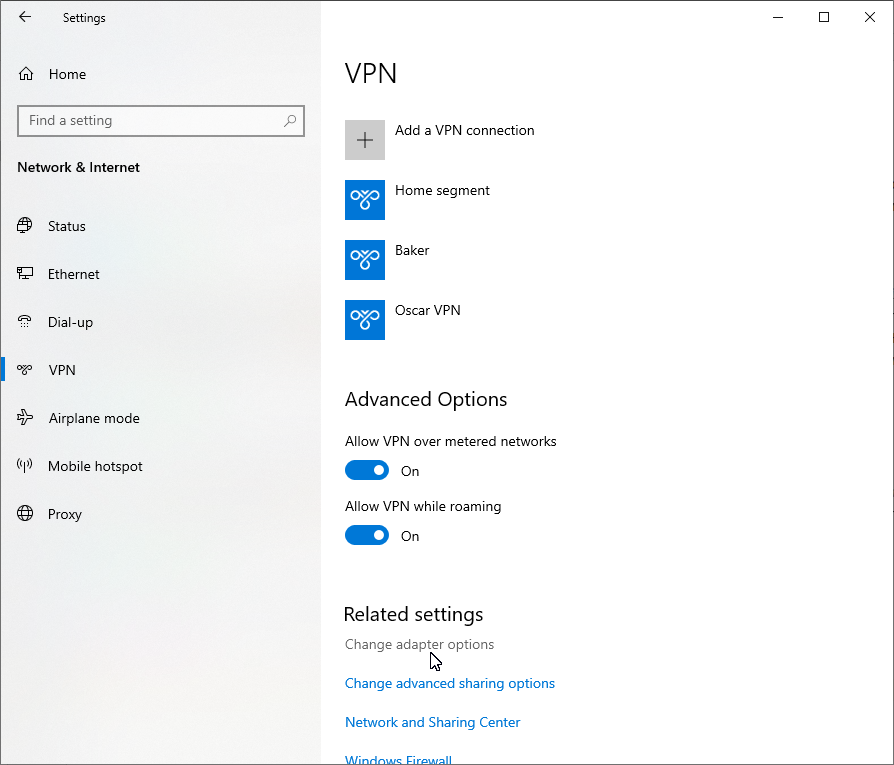 Settings
Home
Find a setting
Network & Internet
Status
Ethernet
Dial-up
VPN
Airplane mode
Mobile hotspot
Proxy
VPN
Add a VPN connection
Home segment
Baker
Oscar VPN
Advanced Options
Allow VPN over metered networks
On
Allow VPN while roaming
On
Related settings
Change adapter options
Change advanced sharing options
Network and Sharing Center
Windows Firewall